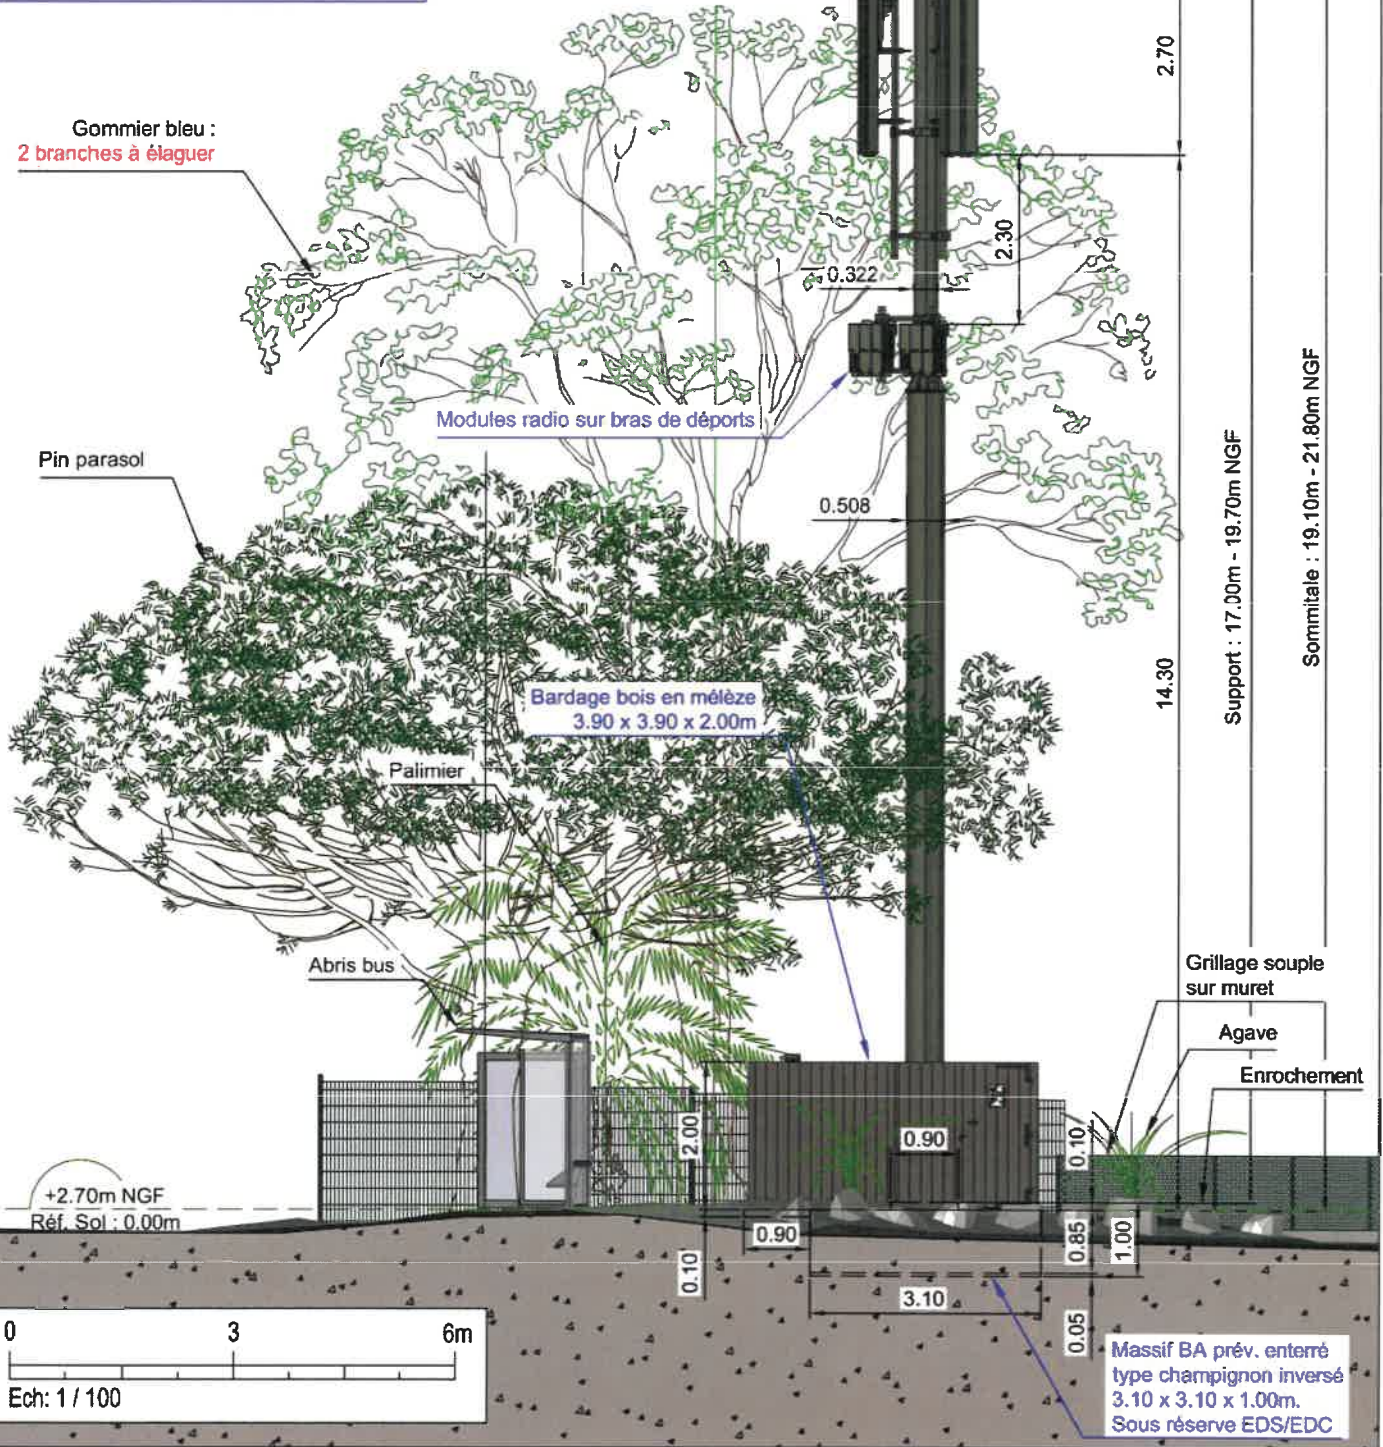 2.70
Gommier bleu :
2 branches à élaguer
2.30
0.322
Modules radio sur bras de déports
Pin parasol
0.508
Support : 17.00m - 19.70m NGF
Sommitale : 19.10m - 21.80m NGF
14.30
Bardage bois en mélèze
3.90 x 3.90 x 2.00m
Palimier
Abris bus
Grillage souple
sur muret
Agave
Enrochement
2.00
0.90
0.10
+2.70m NGF
Réf. Sol : 0.00m
0.90
0.85
1.00
0.10
3.10
0.05
0 3 6m
Ech: 1 / 100
Massif BA prév. enterré
type champignon inversé
3.10 x 3.10 x 1.00m.
Sous réserve EDS/EDC